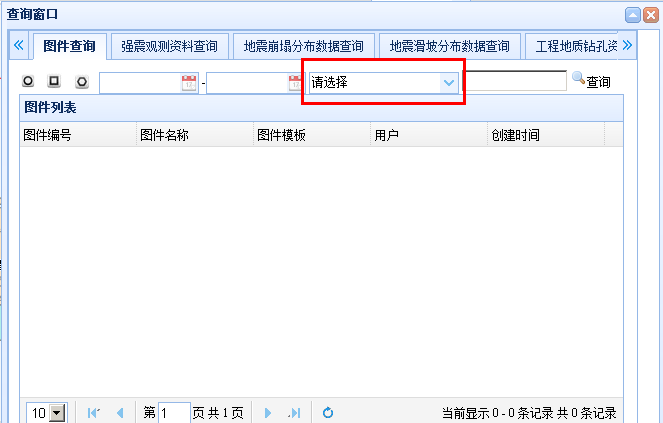 查询窗口
图件查询 强震观测资料查询 地震崩塌分布数据查询 地震滑坡分布数据查询 工程地质钻孔资
- 请选择 查询
图件列表
图件编号 图件名称 图件模板 用户 创建时间
10 第 1 页 共 1 页 当前显示 0 - 0 条记录 共 0 条记录